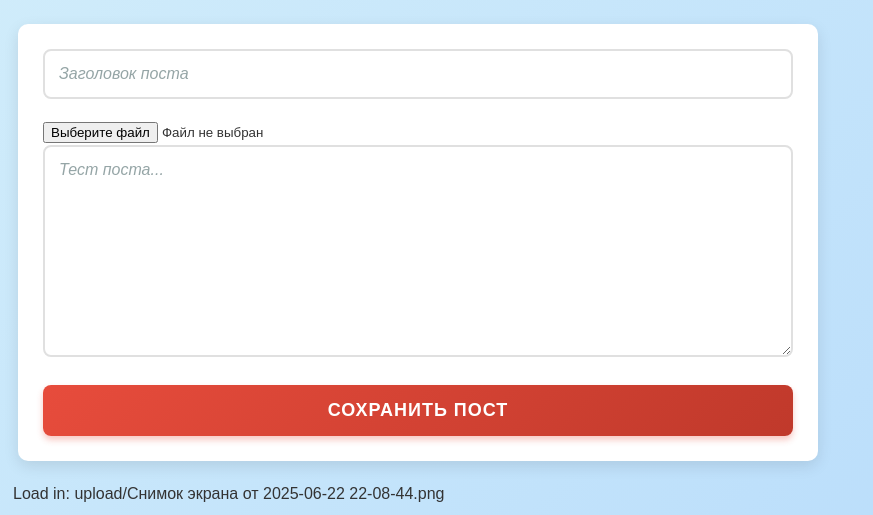 Заголовок поста
Выберите файл Файл не выбран
Тест поста...
СОХРАНИТЬ ПОСТ
Load in: upload/Снимок экрана от 2025-06-22 22-08-44.png